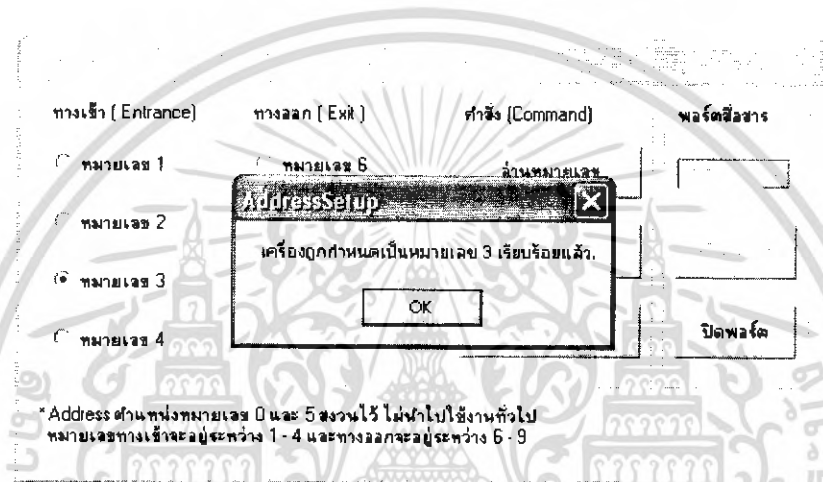 ทางเข้า ( Entrance)
ทางออก ( Exit )
คำสั่ง (Command)
พอร์ตสื่อสาร
หมายเลข 1
หมายเลข 6
อ่านหมายเลข
AddressSetup
หมายเลข 2
เครื่องถูกกำหนดเป็นหมายเลข 3 เรียบร้อยแล้ว.
หมายเลข 3
OK
หมายเลข 4
ปิดพอร์ต
* Address ตำแหน่งหมายเลข 0 และ 5 สงวนไว้ ไม่นำไปใช้งานทั่วไป
หมายเลขทางเข้าจะอยู่ระหว่าง 1 - 4 และทางออกจะอยู่ระหว่าง 6 - 9